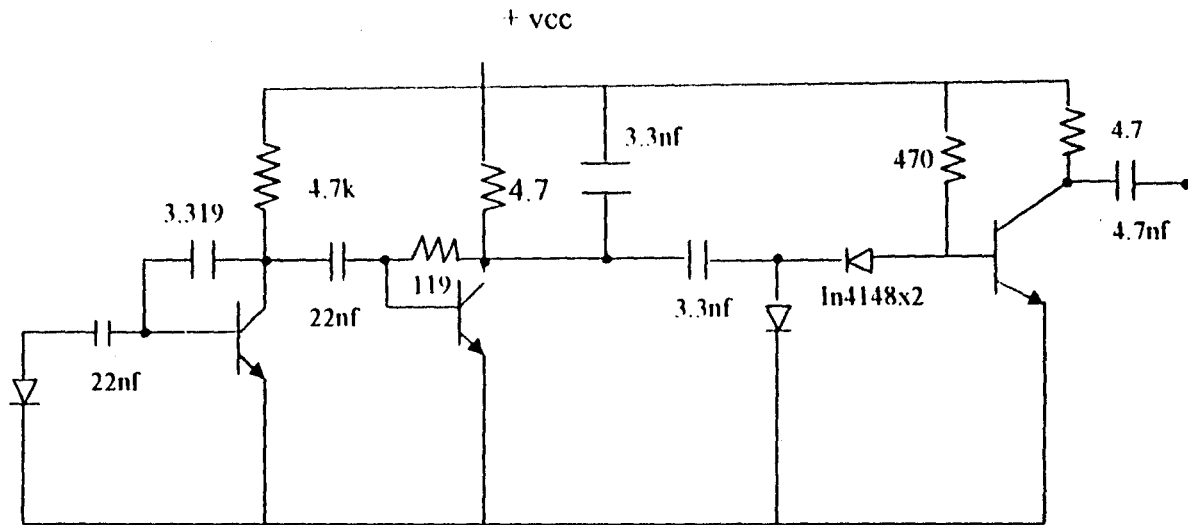 + vcc
3.3nf
4.7
470
4.7k
4.7
3.319
4.7nf
119
In4148x2
22nf
3.3nf
22nf